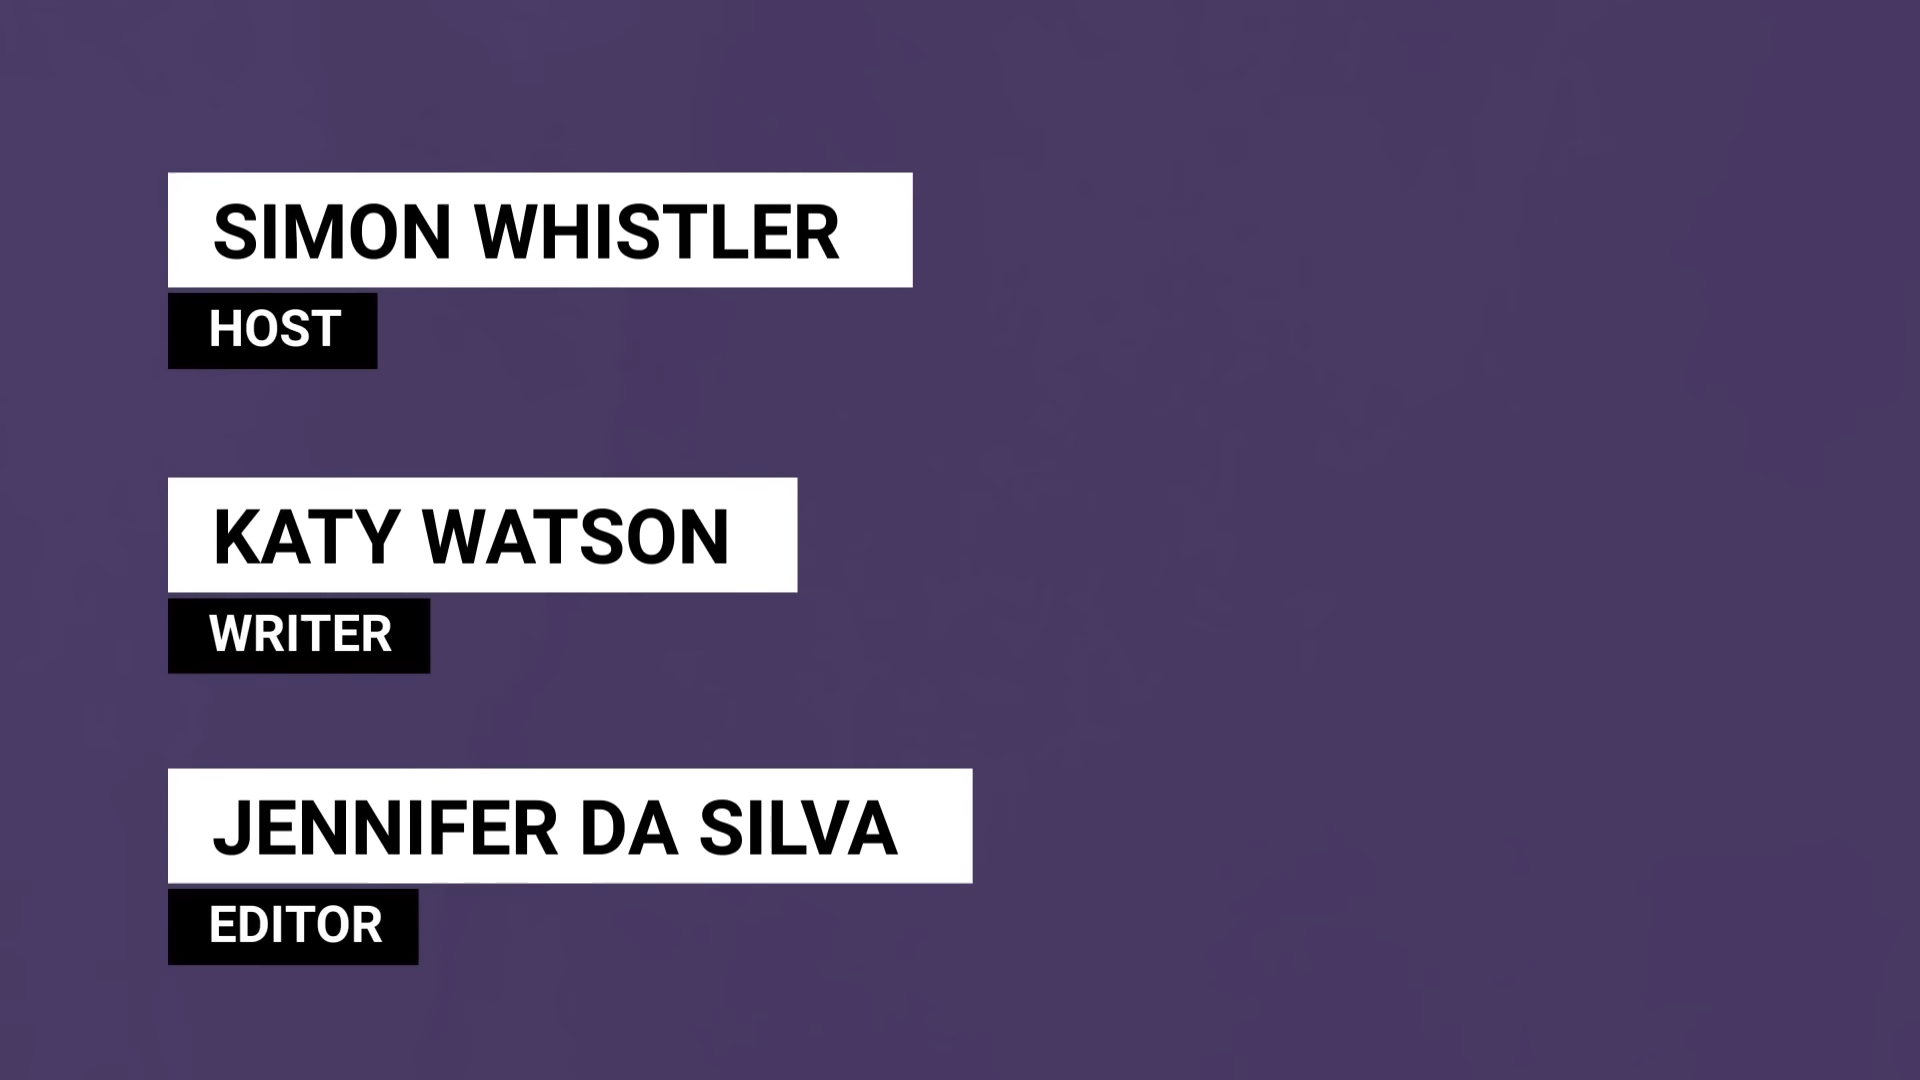 SIMON WHISTLER
HOST
KATY WATSON
WRITER
JENNIFER DA SILVA
EDITOR